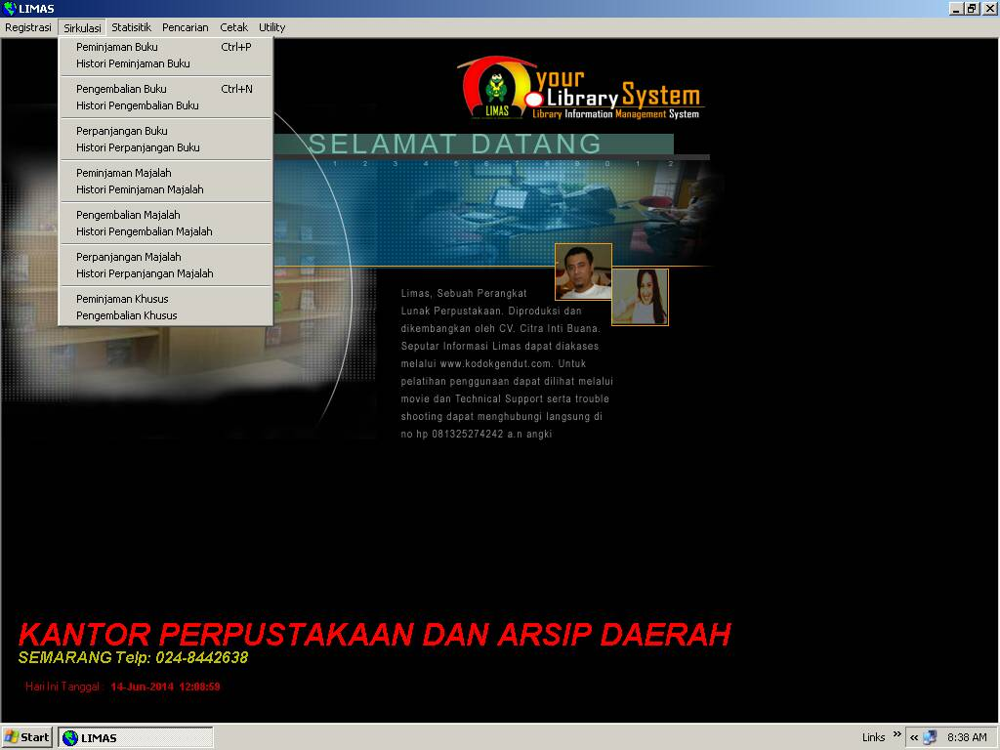 LIMAS
Registrasi Sirkulasi Statisitik Pencarian Cetak Utility
Peminjaman Buku Ctrl+P
Histori Peminjaman Buku
Pengembalian Buku Ctrl+N
Histori Pengembalian Buku
Perpanjangan Buku
Histori Perpanjangan Buku
Peminjaman Majalah
Histori Peminjaman Majalah
Pengembalian Majalah
Histori Pengembalian Majalah
Perpanjangan Majalah
Histori Perpanjangan Majalah
Peminjaman Khusus
Pengembalian Khusus
your
Library System
LIMAS
Library Information Management System
SELAMAT DATANG
1 2 3 4 5 6 7 8 9 0 1 2
Limas, Sebuah Perangkat
Lunak Perpustakaan. Diproduksi dan
dikembangkan oleh CV. Citra Inti Buana.
Seputar Informasi Limas dapat diakses
melalui www.kodokgendut.com. Untuk
pelatihan penggunaan dapat dilihat melalui
movie dan Technical Support serta trouble
shooting dapat menghubungi langsung di
no hp 081325274242 a.n angki
KANTOR PERPUSTAKAAN DAN ARSIP DAERAH
SEMARANG Telp: 024-8442638
Hari Ini Tanggal : 14-Jun-2014 12:08:59
Start LIMAS Links » « 8:38 AM